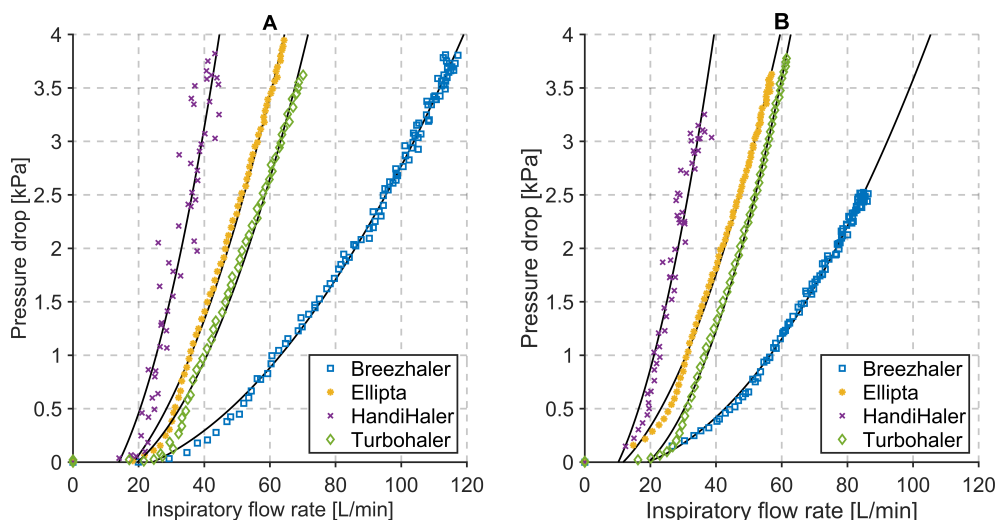 A
4
3.5
3
2.5
2
1.5
1
0.5
0
Pressure drop [kPa]
0 20 40 60 80 100 120
Inspiratory flow rate [L/min]
Breezhaler
Ellipta
HandiHaler
Turbohaler
B
4
3.5
3
2.5
2
1.5
1
0.5
0
Pressure drop [kPa]
0 20 40 60 80 100 120
Inspiratory flow rate [L/min]
Breezhaler
Ellipta
HandiHaler
Turbohaler